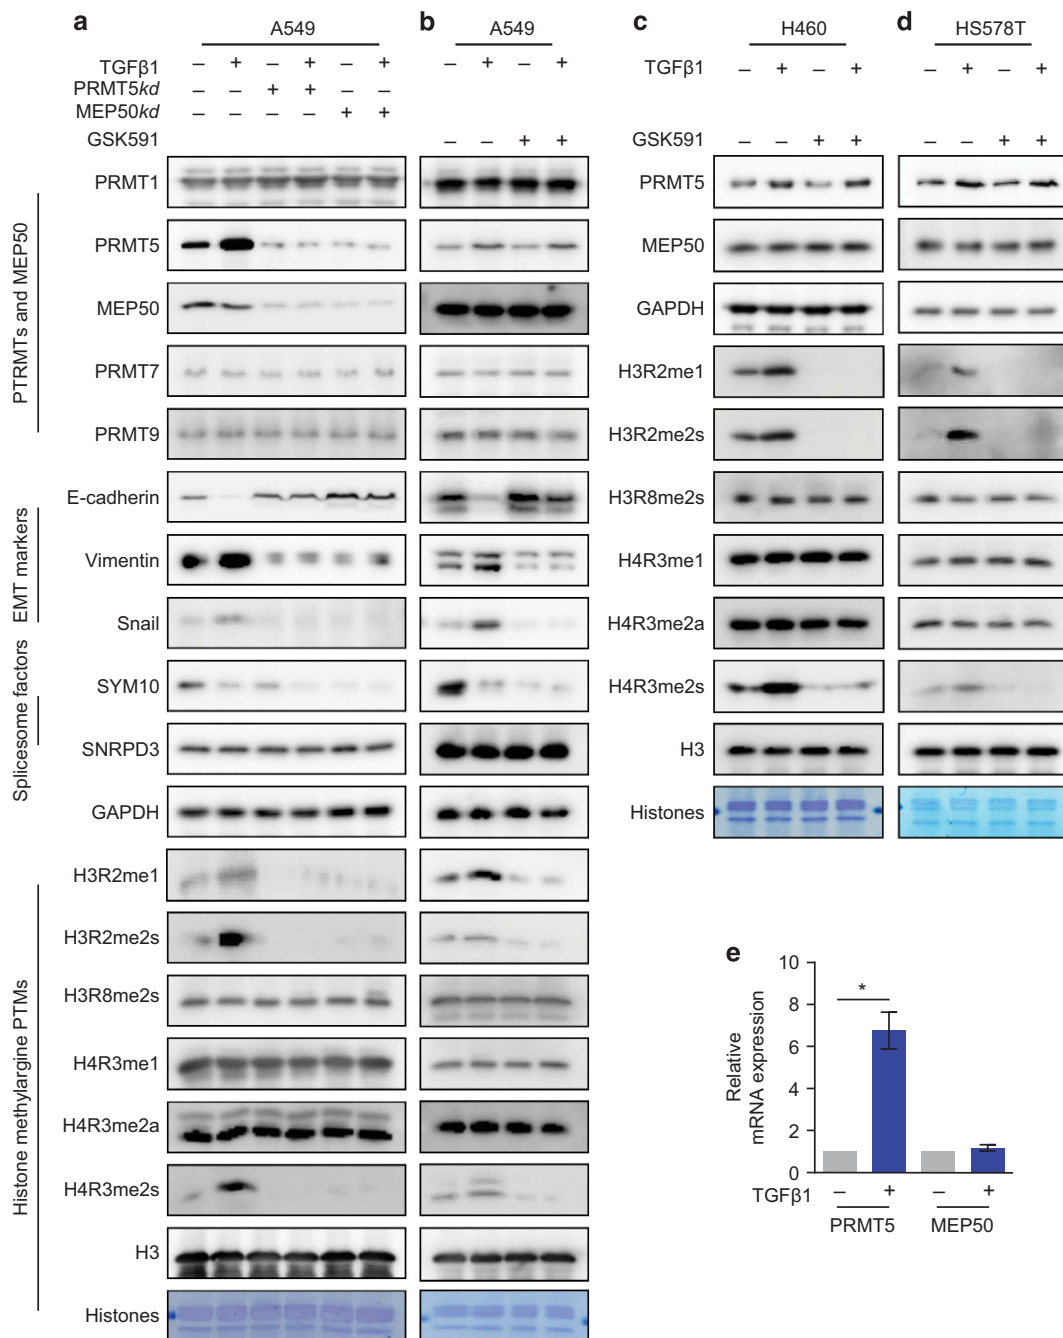 a
A549
TGFβ1 – + – + – +
PRMT5kd – – + + – –
MEP50kd – – – – + +
b
A549
– + – +
GSK591 – – + +
PRMT1
PRMT5
MEP50
PRMT7
PRMT9
E-cadherin
Vimentin
Snail
SYM10
SNRPD3
GAPDH
H3R2me1
H3R2me2s
H3R8me2s
H4R3me1
H4R3me2a
H4R3me2s
H3
Histones
PTRMTs and MEP50
EMT markers
Splicesome factors
Histone methylargine PTMs
c
H460
TGFβ1 – + – +
GSK591 – – + +
d
HS578T
– + – +
– – + +
PRMT5
MEP50
GAPDH
H3R2me1
H3R2me2s
H3R8me2s
H4R3me1
H4R3me2a
H4R3me2s
H3
Histones
e
Relative
mRNA expression
10
8
6
4
2
0
*
TGFβ1 – + – +
PRMT5 MEP50